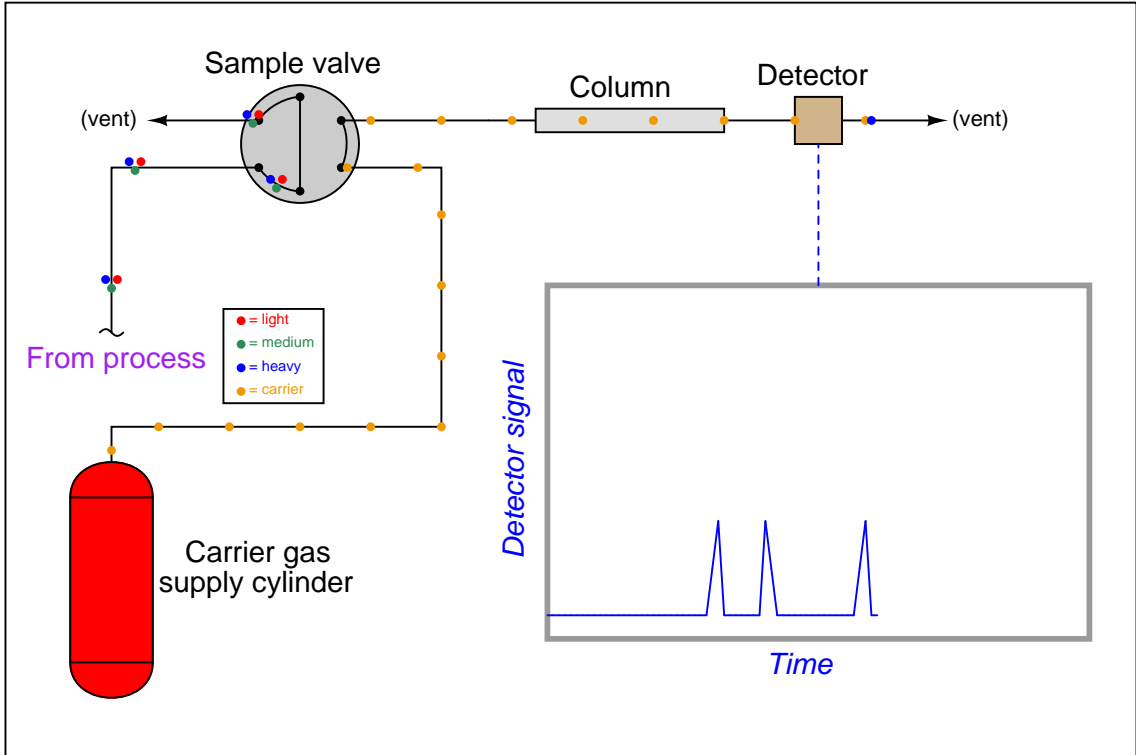 Sample valve
Column
Detector
(vent)
(vent)
From process
= light
= medium
= heavy
= carrier
Detector signal
Carrier gas
supply cylinder
Time